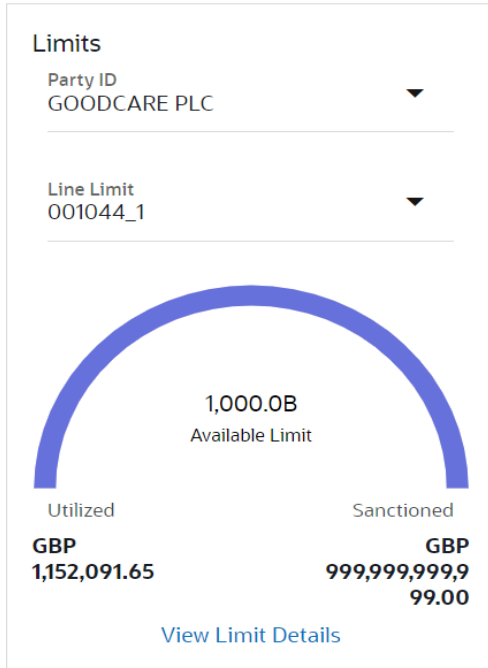 Limits
Party ID
GOODCARE PLC
Line Limit
001044_1
1,000.0B
Available Limit
Utilized
Sanctioned
GBP
1,152,091.65
GBP
999,999,999,9
99.00
View Limit Details